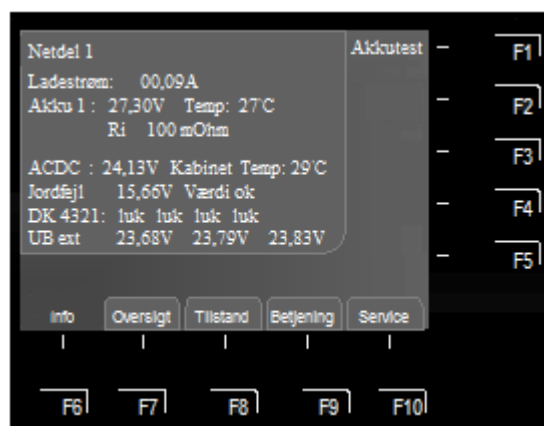 Netdel 1
Akkutest
F1
Ladestrøm: 00,09A
Akku 1 : 27,30V Temp: 27°C
F2
Ri 100 mOhm
F3
ACDC : 24,13V Kabinet Temp: 29°C
Jordfejl 15,66V Værdi ok
F4
DK 4321: luk luk luk luk
UB ext 23,68V 23,79V 23,83V
F5
Info Oversigt Tilstand Betjening Service
F6 F7 F8 F9 F10